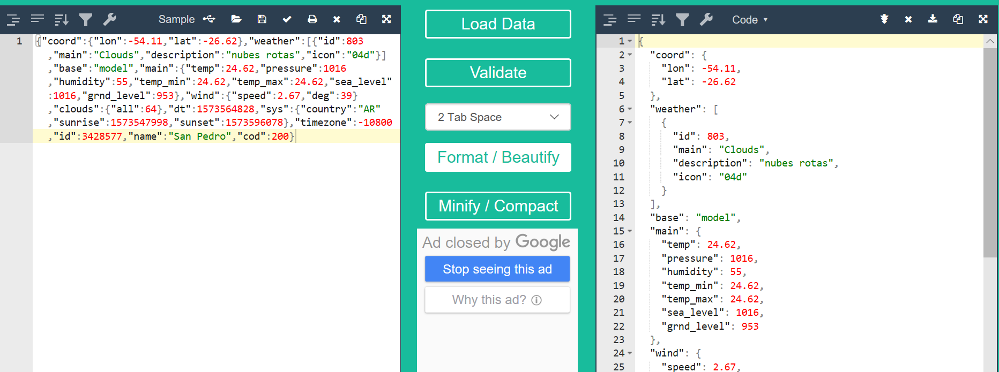 Sample
1 {"coord":{"lon":-54.11,"lat":-26.62},"weather":[{"id":803
,"main":"Clouds","description":"nubes rotas","icon":"04d"}]
,"base":"model","main":{"temp":24.62,"pressure":1016
,"humidity":55,"temp_min":24.62,"temp_max":24.62,"sea_level"
:1016,"grnd_level":953},"wind":{"speed":2.67,"deg":39}
,"clouds":{"all":64},"dt":1573564828,"sys":{"country":"AR"
,"sunrise":1573547998,"sunset":1573596078},"timezone":-10800
,"id":3428577,"name":"San Pedro","cod":200}
Load Data
Validate
2 Tab Space
Format / Beautify
Minify / Compact
Ad closed by Google
Stop seeing this ad
Why this ad?
Code
1 {
2 "coord": {
3 "lon": -54.11,
4 "lat": -26.62
5 },
6 "weather": [
7 {
8 "id": 803,
9 "main": "Clouds",
10 "description": "nubes rotas",
11 "icon": "04d"
12 }
13 ],
14 "base": "model",
15 "main": {
16 "temp": 24.62,
17 "pressure": 1016,
18 "humidity": 55,
19 "temp_min": 24.62,
20 "temp_max": 24.62,
21 "sea_level": 1016,
22 "grnd_level": 953
23 },
24 "wind": {
25 "speed": 2.67,